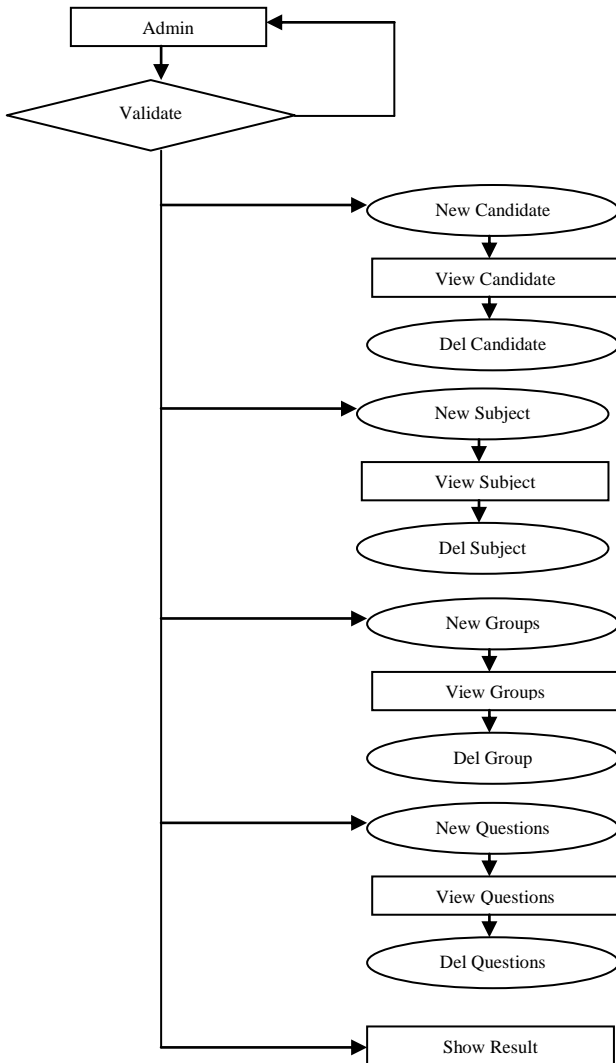 Admin
Validate
New Candidate
View Candidate
Del Candidate
New Subject
View Subject
Del Subject
New Groups
View Groups
Del Group
New Questions
View Questions
Del Questions
Show Result